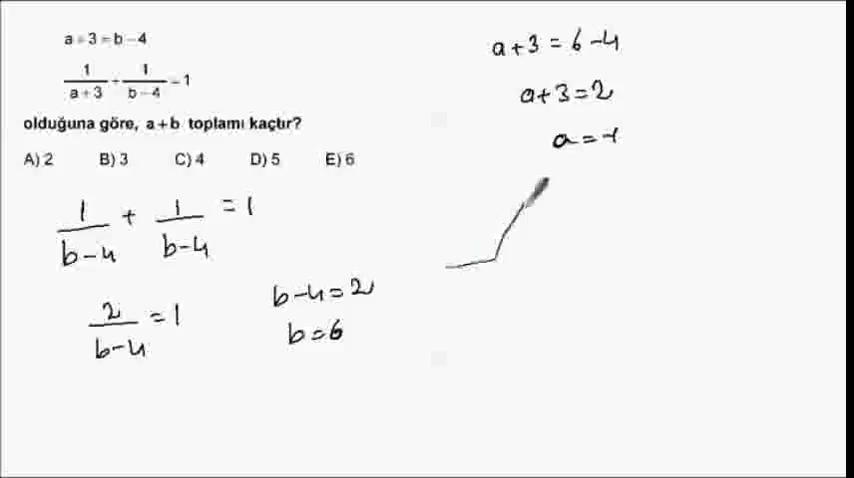 a + 3 = b – 4
1/(a + 3) + 1/(b – 4) = 1
olduğuna göre, a + b toplamı kaçtır?
A) 2 B) 3 C) 4 D) 5 E) 6
1/(b-4) + 1/(b-4) = 1
2/(b-4) = 1
b-4=2
b=6
a+3=6-4
a+3=2
a=-1